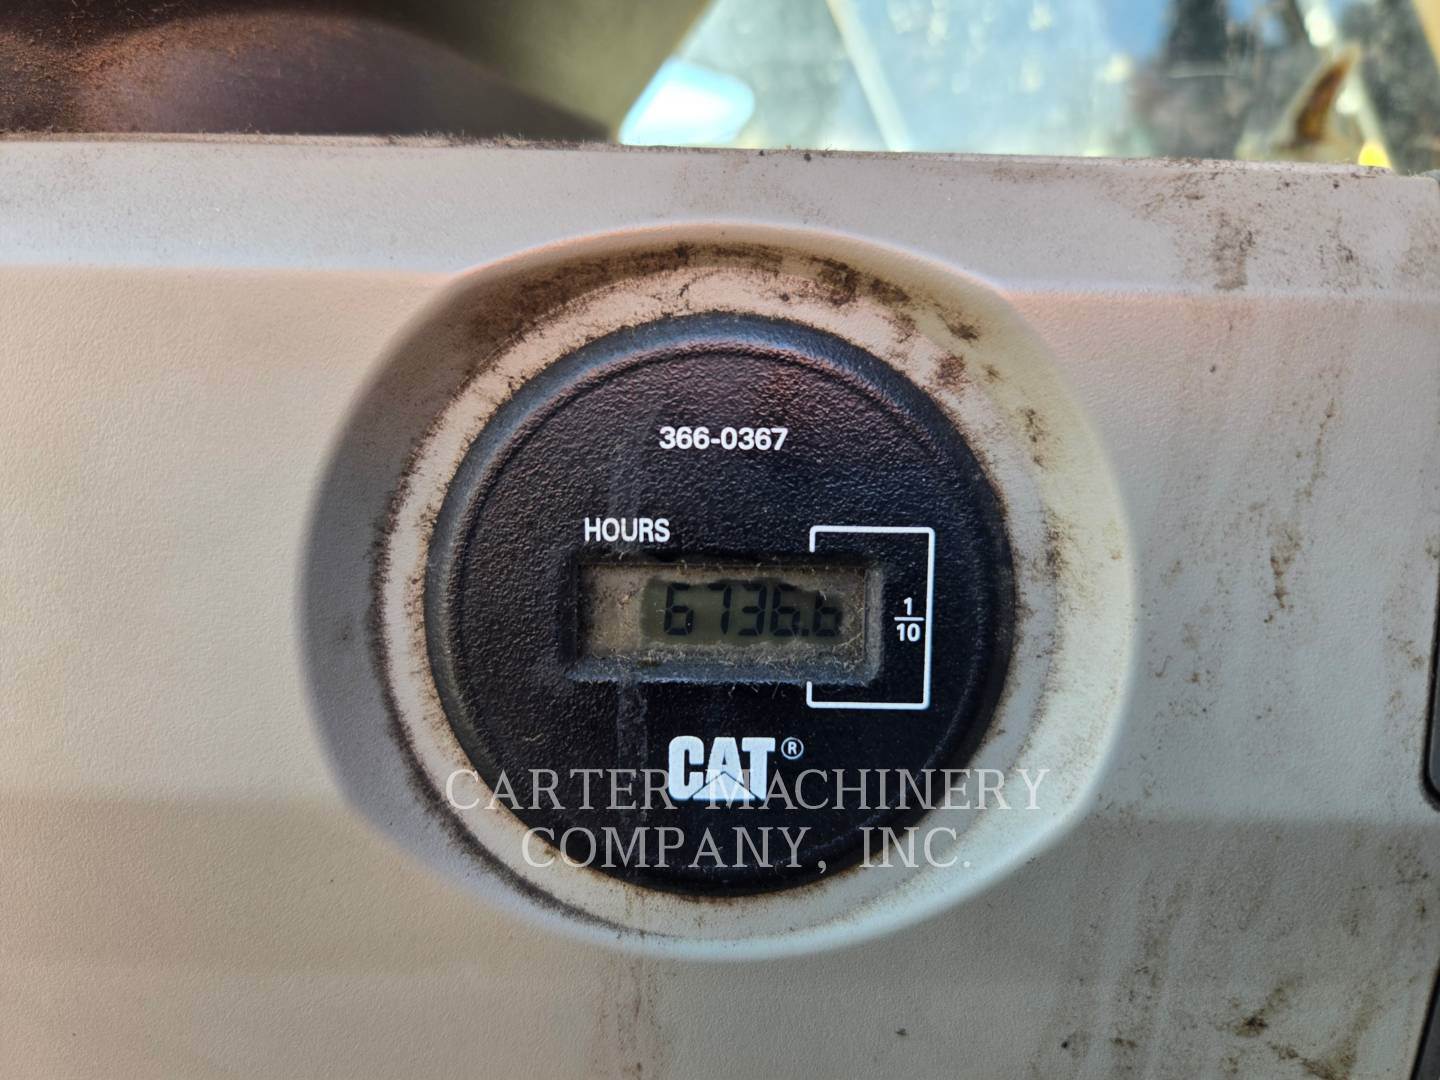 366-0367
HOURS
6736.6
1
10
CAT®
CARTER MACHINERY
COMPANY, INC.